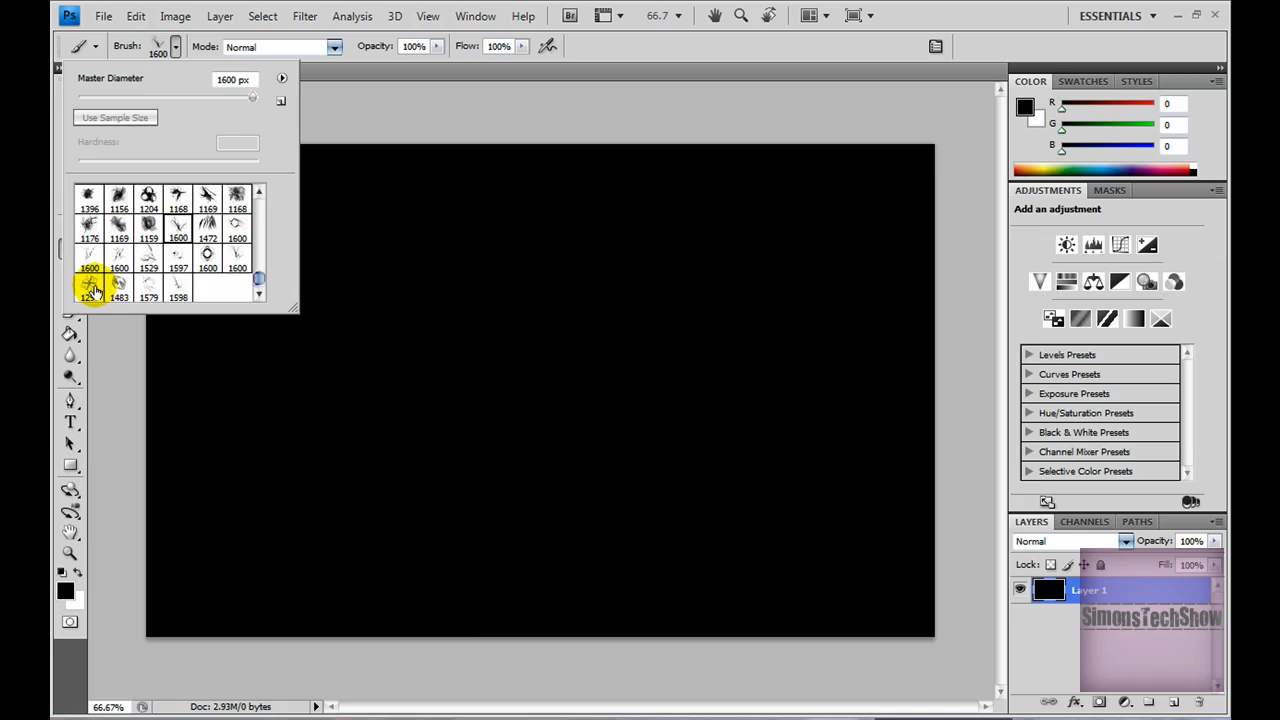 Ps File Edit Image Layer Select Filter Analysis 3D View Window Help Br 66.7 ESSENTIALS
Brush: 1600 Mode: Normal Opacity: 100% Flow: 100%
Master Diameter 1600 px
Use Sample Size
Hardness:
1396 1156 1204 1168 1169 1168
1176 1169 1159 1600 1472 1600
1600 1600 1529 1597 1600 1600
1483 1579 1598
T
COLOR SWATCHES STYLES
R 0
G 0
B 0
ADJUSTMENTS MASKS
Add an adjustment
Levels Presets
Curves Presets
Exposure Presets
Hue/Saturation Presets
Black & White Presets
Channel Mixer Presets
Selective Color Presets
LAYERS CHANNELS PATHS
Normal Opacity: 100%
Lock: Fill: 100%
Layer 1
SimonsTechShow
fx
66.67% Doc: 2.93M/0 bytes